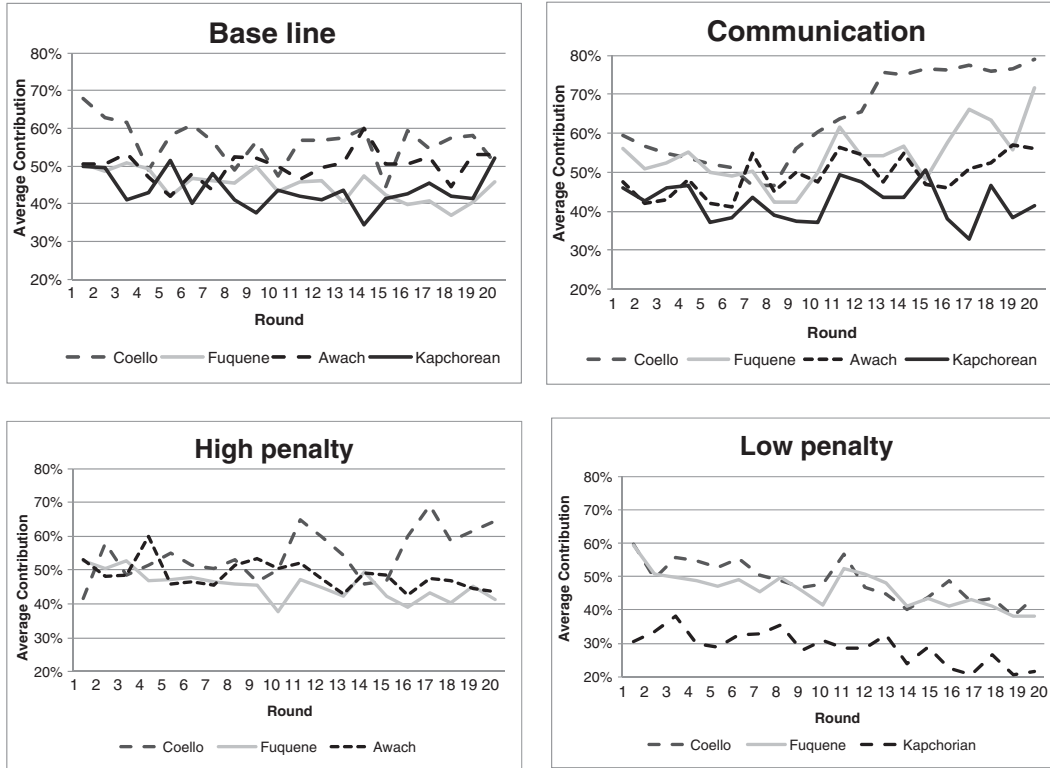 Base line
80%
70%
60%
50%
40%
30%
20%
Average Contribution
1 2 3 4 5 6 7 8 9 10 11 12 13 14 15 16 17 18 19 20
Round
Coello Fuquene Awach Kapchorean
Communication
80%
70%
60%
50%
40%
30%
20%
Average Contribution
1 2 3 4 5 6 7 8 9 10 11 12 13 14 15 16 17 18 19 20
Round
Coello Fuquene Awach Kapchorean
High penalty
80%
70%
60%
50%
40%
30%
20%
Average Contribution
1 2 3 4 5 6 7 8 9 10 11 12 13 14 15 16 17 18 19 20
Round
Coello Fuquene Awach
Low penalty
80%
70%
60%
50%
40%
30%
20%
Average Contribution
1 2 3 4 5 6 7 8 9 10 11 12 13 14 15 16 17 18 19 20
Round
Coello Fuquene Kapchorian